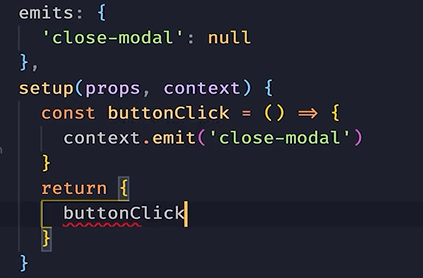 emits: {
'close-modal': null
},
setup(props, context) {
const buttonClick = () => {
context.emit('close-modal')
}
return {
buttonClick
}
}